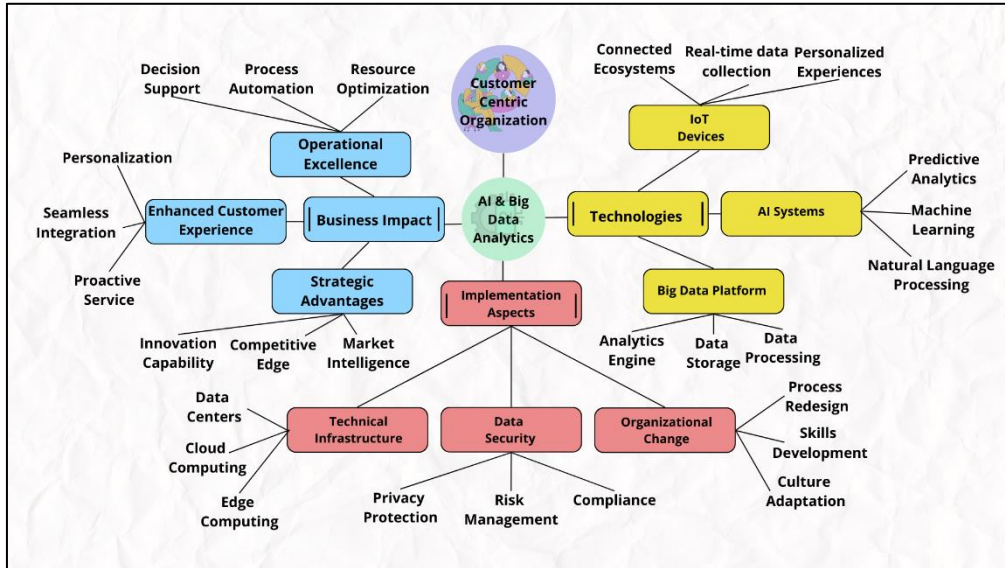 Customer
Centric
Organization
AI & Big
Data
Analytics
Business Impact
Operational
Excellence
Decision
Support
Process
Automation
Resource
Optimization
Enhanced Customer
Experience
Personalization
Seamless
Integration
Proactive
Service
Strategic
Advantages
Innovation
Capability
Competitive
Edge
Market
Intelligence
Technologies
IoT
Devices
Connected
Ecosystems
Real-time data
collection
Personalized
Experiences
AI Systems
Predictive
Analytics
Machine
Learning
Natural Language
Processing
Big Data Platform
Analytics
Engine
Data
Storage
Data
Processing
Implementation
Aspects
Technical
Infrastructure
Data
Centers
Cloud
Computing
Edge
Computing
Data
Security
Privacy
Protection
Risk
Management
Compliance
Organizational
Change
Process
Redesign
Skills
Development
Culture
Adaptation